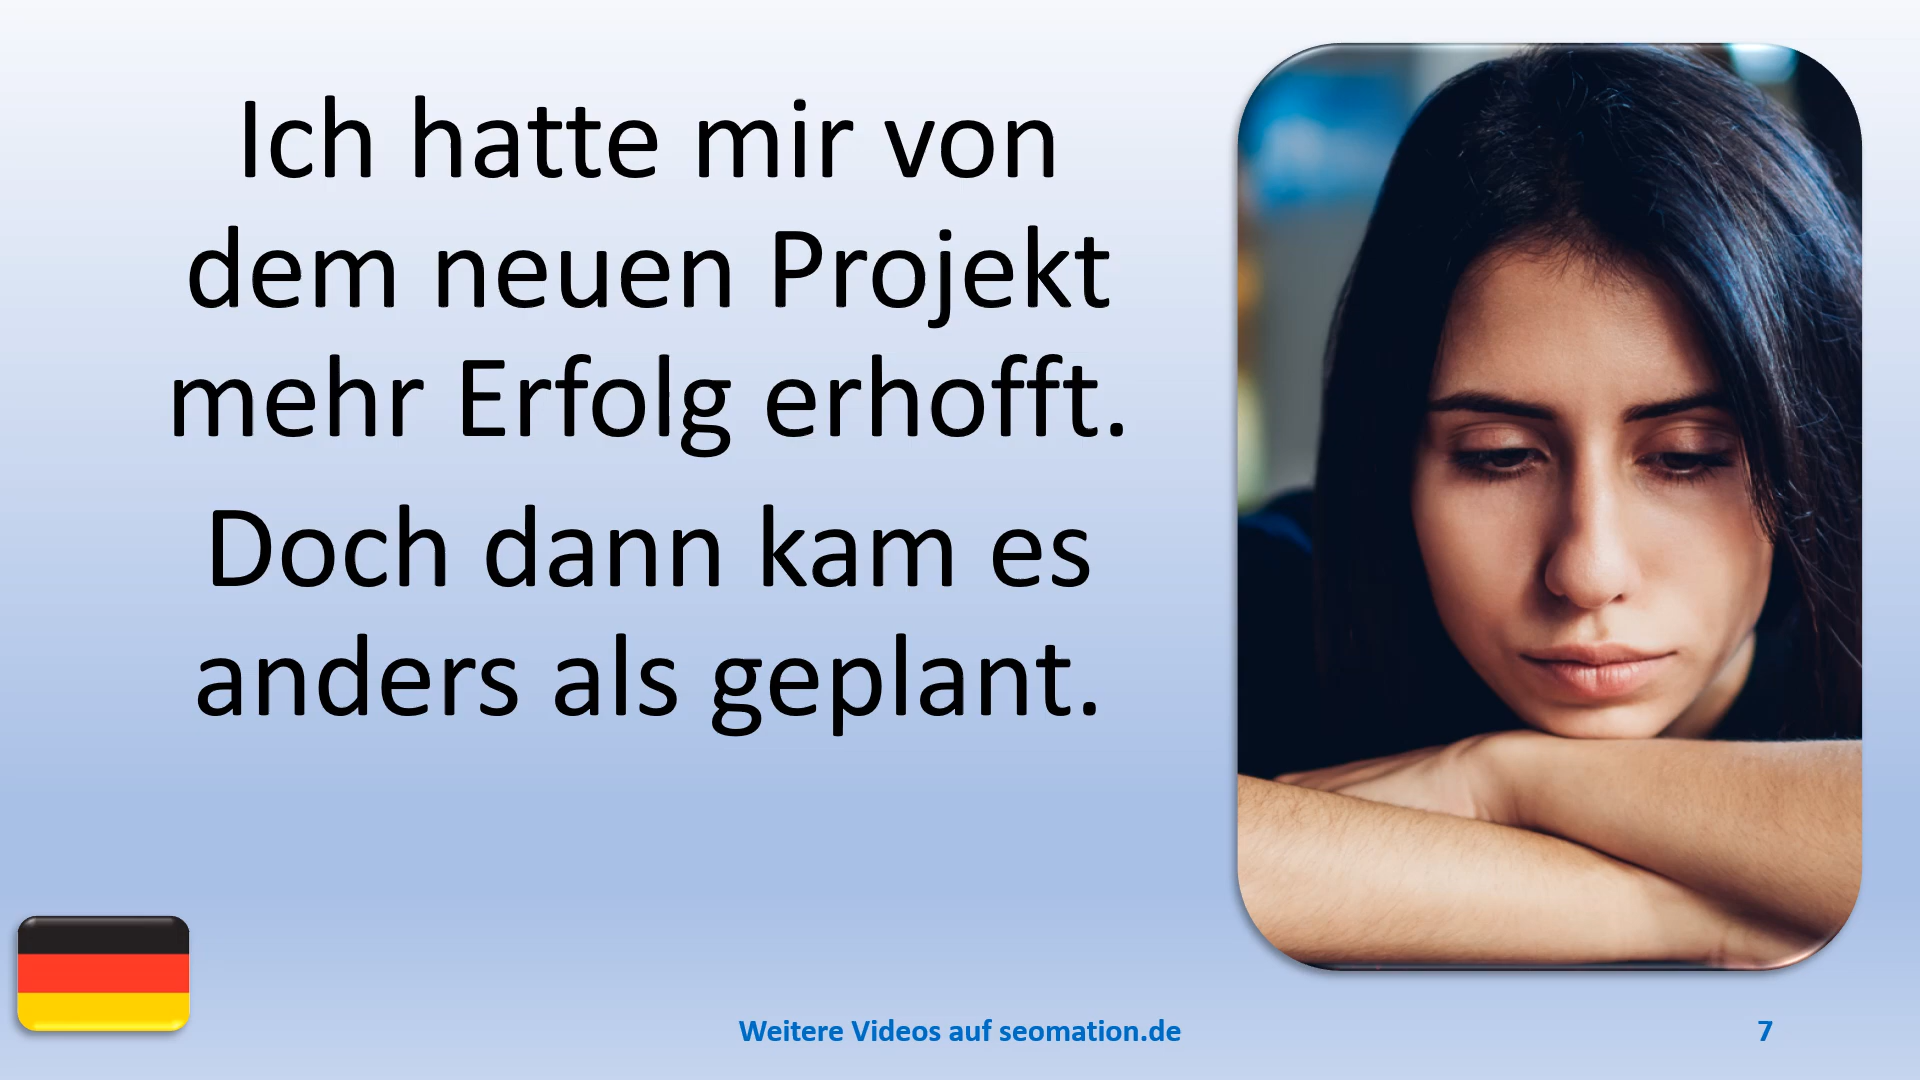 Ich hatte mir von
dem neuen Projekt
mehr Erfolg erhofft.
Doch dann kam es
anders als geplant.
Weitere Videos auf seomation.de
7